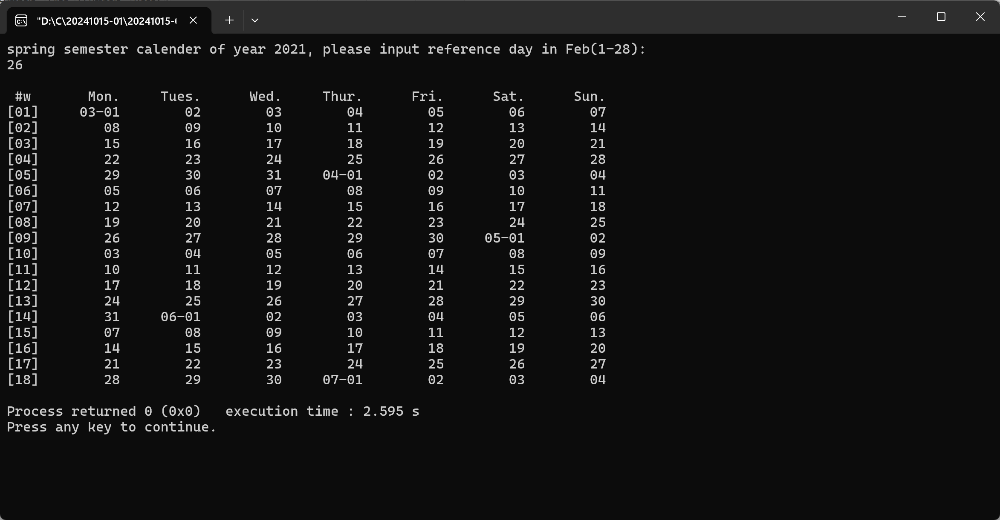 "D:\C\20241015-01\20241015-
spring semester calender of year 2021, please input reference day in Feb(1-28):
26
#w Mon. Tues. Wed. Thur. Fri. Sat. Sun.
[01] 03-01 02 03 04 05 06 07
[02] 08 09 10 11 12 13 14
[03] 15 16 17 18 19 20 21
[04] 22 23 24 25 26 27 28
[05] 29 30 31 04-01 02 03 04
[06] 05 06 07 08 09 10 11
[07] 12 13 14 15 16 17 18
[08] 19 20 21 22 23 24 25
[09] 26 27 28 29 30 05-01 02
[10] 03 04 05 06 07 08 09
[11] 10 11 12 13 14 15 16
[12] 17 18 19 20 21 22 23
[13] 24 25 26 27 28 29 30
[14] 31 06-01 02 03 04 05 06
[15] 07 08 09 10 11 12 13
[16] 14 15 16 17 18 19 20
[17] 21 22 23 24 25 26 27
[18] 28 29 30 07-01 02 03 04
Process returned 0 (0x0) execution time : 2.595 s
Press any key to continue.